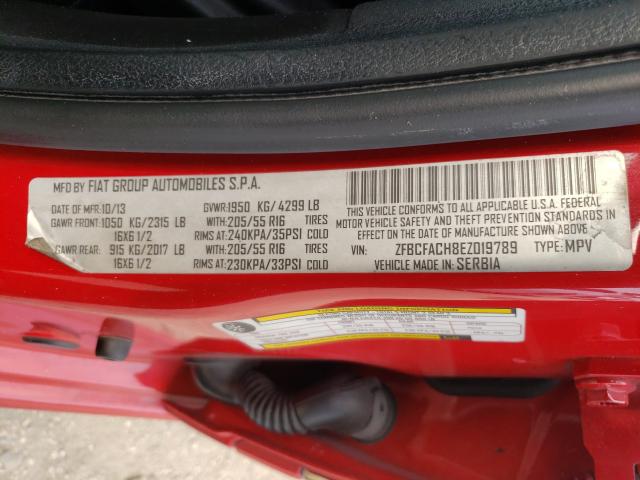 MFD BY FIAT GROUP AUTOMOBILES S.P.A.
DATE OF MFR:10/13 GVWR:1950 KG/ 4299 LB
GAWR FRONT:1050 KG/2315 LB WITH:205/55 R16 TIRES
16X6 1/2 RIMS AT:240KPA/35PSI COLD
GAWR REAR: 915 KG/2017 LB WITH:205/55 R16 TIRES
16X6 1/2 RIMS AT:230KPA/33PSI COLD
THIS VEHICLE CONFORMS TO ALL APPLICABLE U.S.A. FEDERAL
MOTOR VEHICLE SAFETY, BUMPER AND THEFT PREVENTION
STANDARDS IN EFFECT ON THE DATE OF MANUFACTURE SHOWN ABOVE
VIN: ZFBCFACH8EZ019789 TYPE: MPV
VEHICLE MADE IN SERBIA